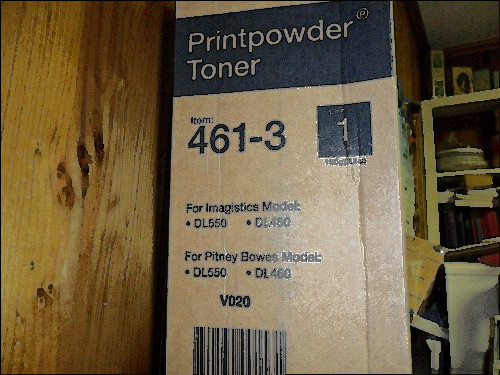 Printpowder®
Toner
Item:
461-3
1
For Imagistics Model:
• DL550 • DL460
For Pitney Bowes Model:
• DL550 • DL460
V020